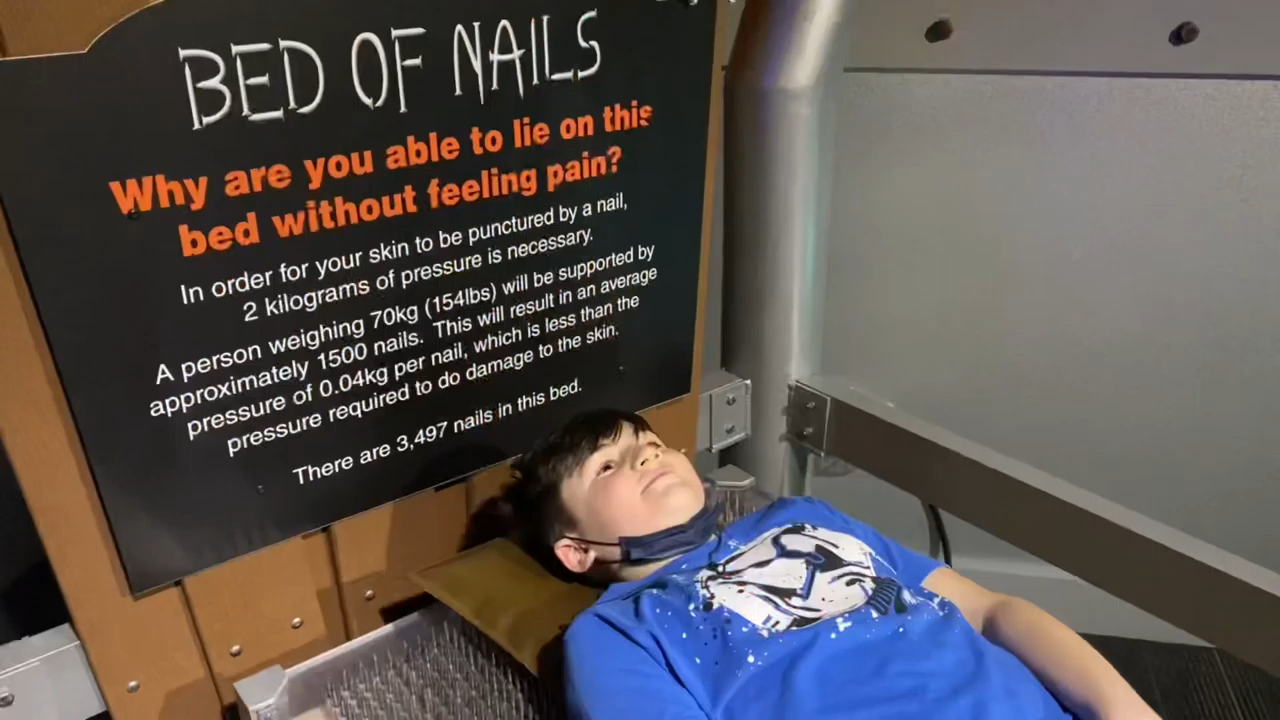 BED OF NAILS
Why are you able to lie on this
bed without feeling pain?
In order for your skin to be punctured by a nail,
2 kilograms of pressure is necessary.
A person weighing 70kg (154lbs) will be supported by
approximately 1500 nails. This will result in an average
pressure of 0.04kg per nail, which is less than the
pressure required to do damage to the skin.
There are 3,497 nails in this bed.